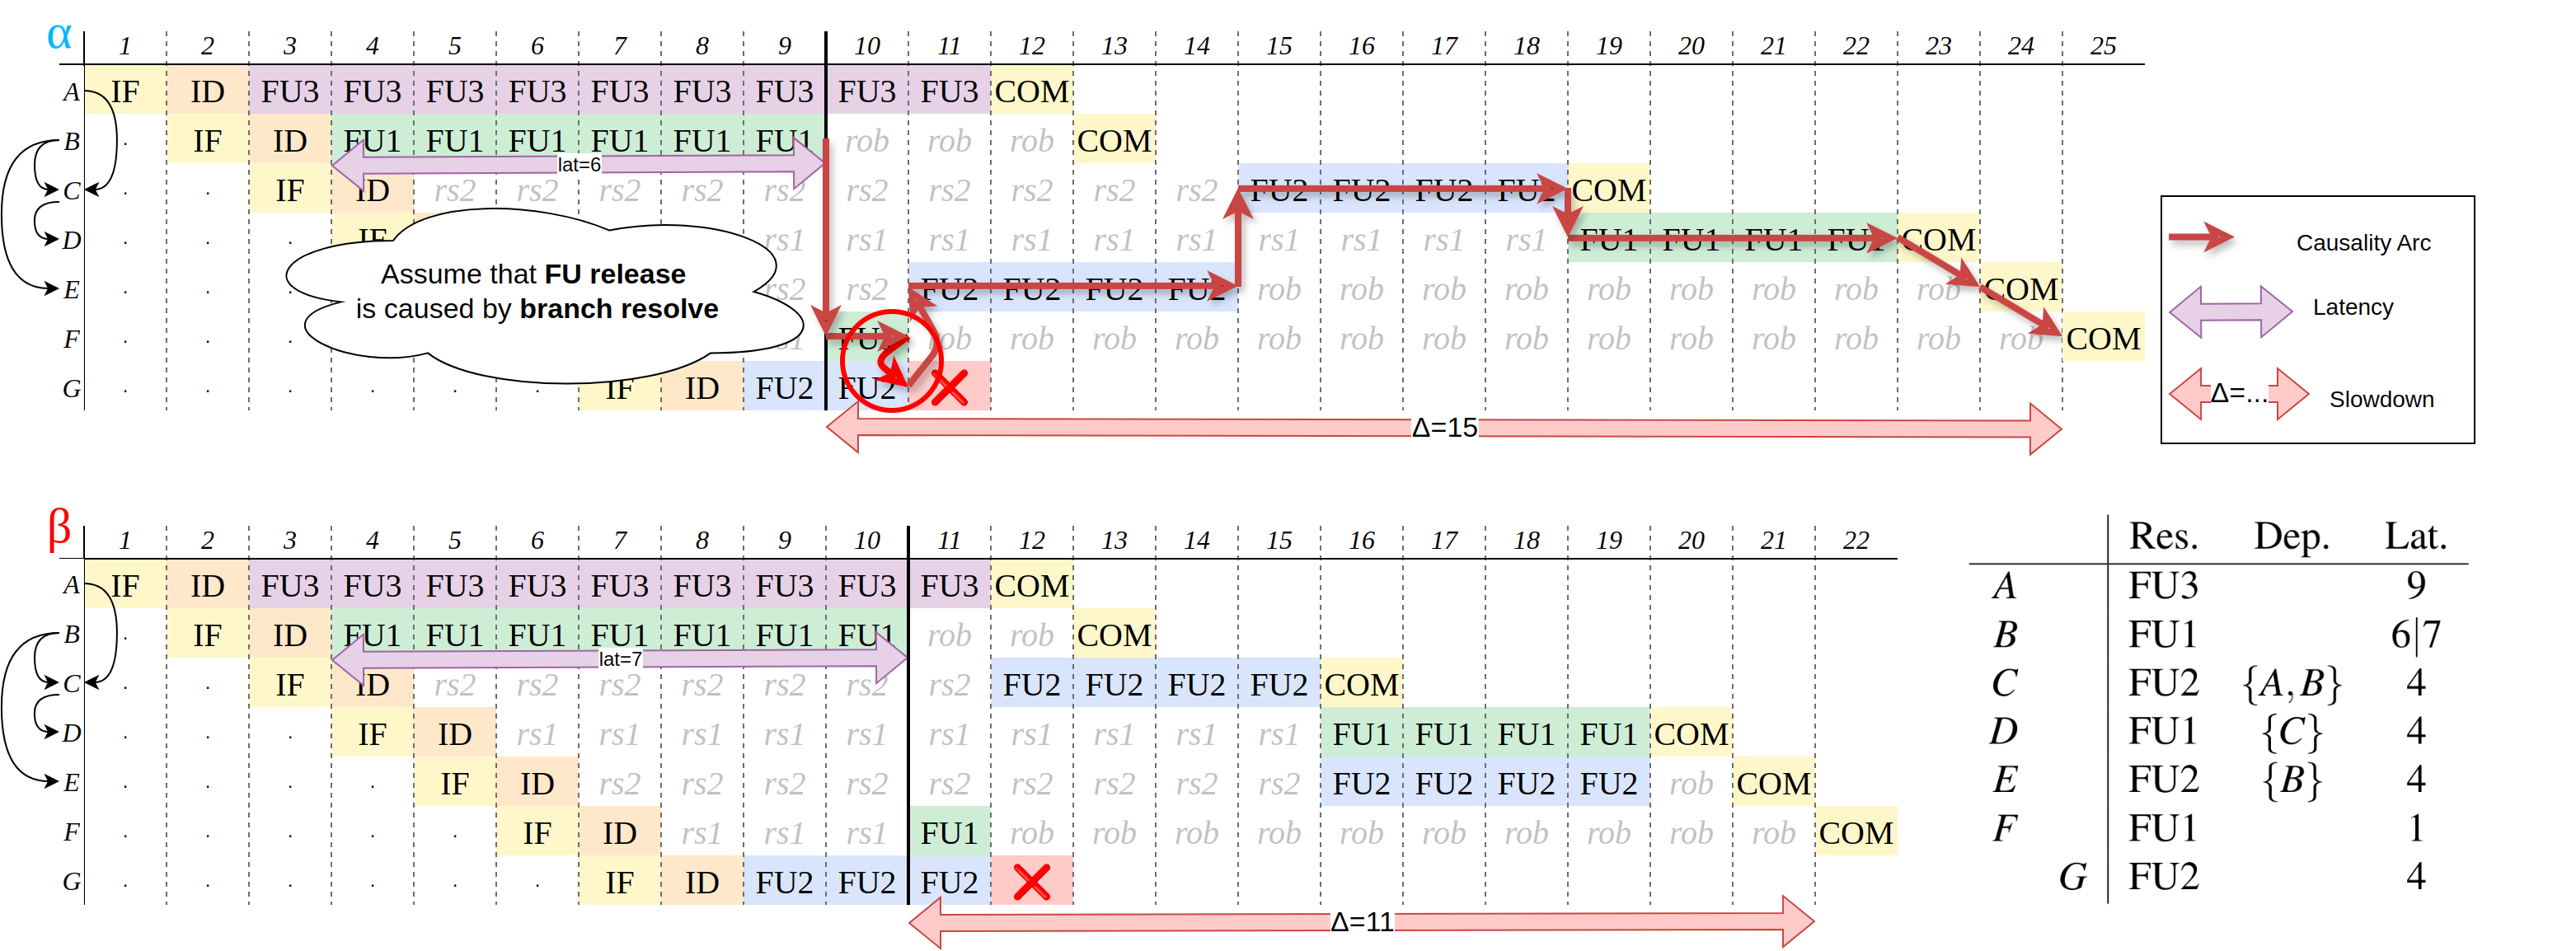 α 1 2 3 4 5 6 7 8 9 10 11 12 13 14 15 16 17 18 19 20 21 22 23 24 25
A IF ID FU3 FU3 FU3 FU3 FU3 FU3 FU3 FU3 FU3 COM
B . IF ID FU1 FU1 FU1 FU1 FU1 FU1 rob rob rob COM
lat=6
C . . IF ID rs2 rs2 rs2 rs2 rs2 rs2 rs2 rs2 rs2 rs2 FU2 FU2 FU2 FU2 COM
D . . . IF rs1 rs1 rs1 rs1 rs1 rs1 rs1 rs1 rs1 rs1 FU1 FU1 FU1 FU1 COM
E . . . rs2 rs2 FU2 FU2 FU2 FU2 rob rob rob rob rob rob rob rob rob COM
F . . . rob rob rob rob rob rob rob rob rob rob rob rob rob rob COM
G . . . . . . IF ID FU2 FU2
Assume that FU release
is caused by branch resolve
Δ=15
Causality Arc
Latency
Δ=... Slowdown
β 1 2 3 4 5 6 7 8 9 10 11 12 13 14 15 16 17 18 19 20 21 22
A IF ID FU3 FU3 FU3 FU3 FU3 FU3 FU3 FU3 FU3 COM
B . IF ID FU1 FU1 FU1 FU1 FU1 FU1 FU1 rob rob COM
lat=7
C . . IF ID rs2 rs2 rs2 rs2 rs2 rs2 rs2 FU2 FU2 FU2 FU2 COM
D . . . IF ID rs1 rs1 rs1 rs1 rs1 rs1 rs1 rs1 rs1 rs1 FU1 FU1 FU1 FU1 COM
E . . . . IF ID rs2 rs2 rs2 rs2 rs2 rs2 rs2 rs2 rs2 FU2 FU2 FU2 FU2 rob COM
F . . . . . IF ID rs1 rs1 rs1 FU1 rob rob rob rob rob rob rob rob rob rob COM
G . . . . . . IF ID FU2 FU2 FU2
Δ=11
Res. Dep. Lat.
A FU3 9
B FU1 6|7
C FU2 {A, B} 4
D FU1 {C} 4
E FU2 {B} 4
F FU1 1
G FU2 4